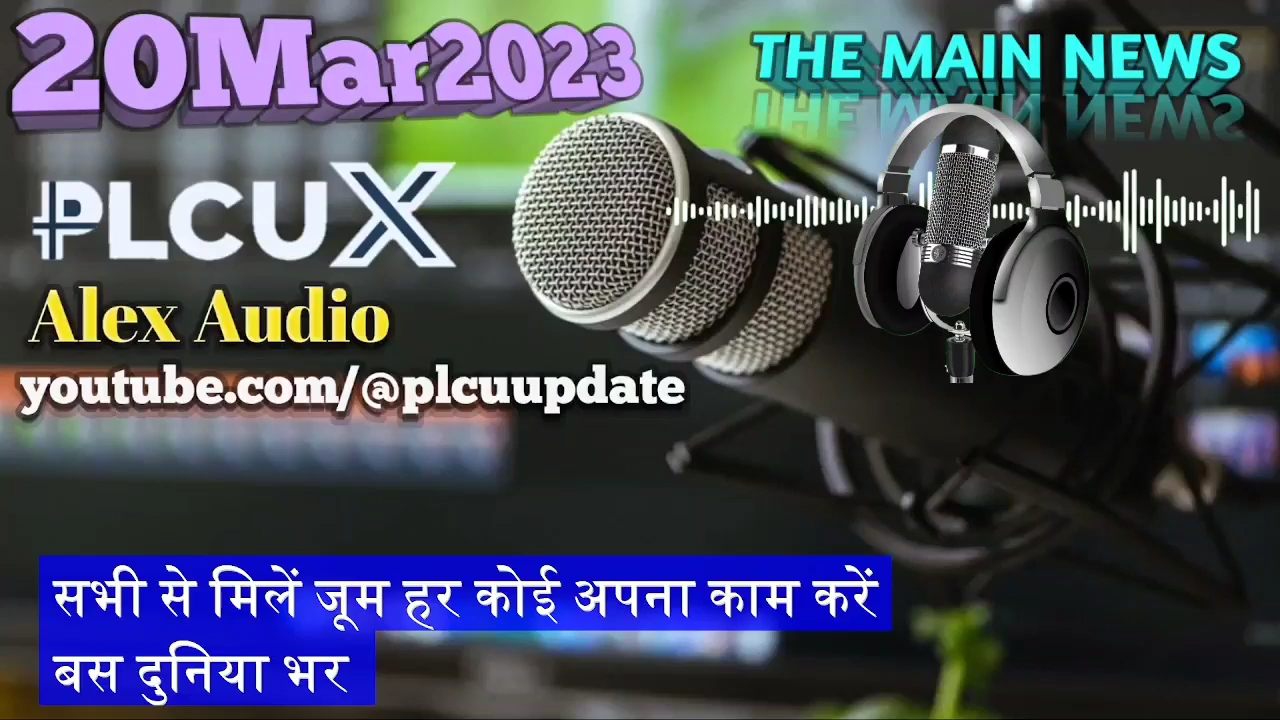 20Mar2023
THE MAIN NEWS
PLCUX
Alex Audio
youtube.com/@plcuupdate
सभी से मिलें जूम हर कोई अपना काम करें
बस दुनिया भर